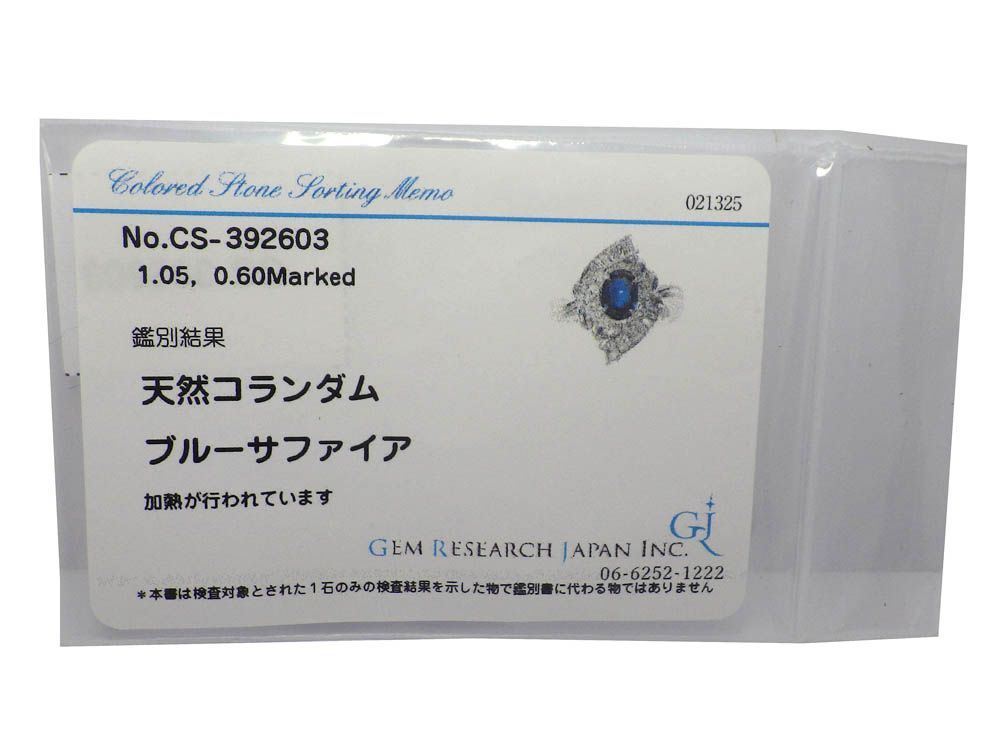 Colored Stone Sorting Memo
021325
No.CS-392603
1.05, 0.60Marked
鑑別結果
天然コランダム
ブルーサファイア
加熱が行われています
GJ
GEM RESEARCH JAPAN INC.
06-6252-1222
*本書は検査対象とされた1石のみの検査結果を示した物で鑑別書に代わる物ではありません